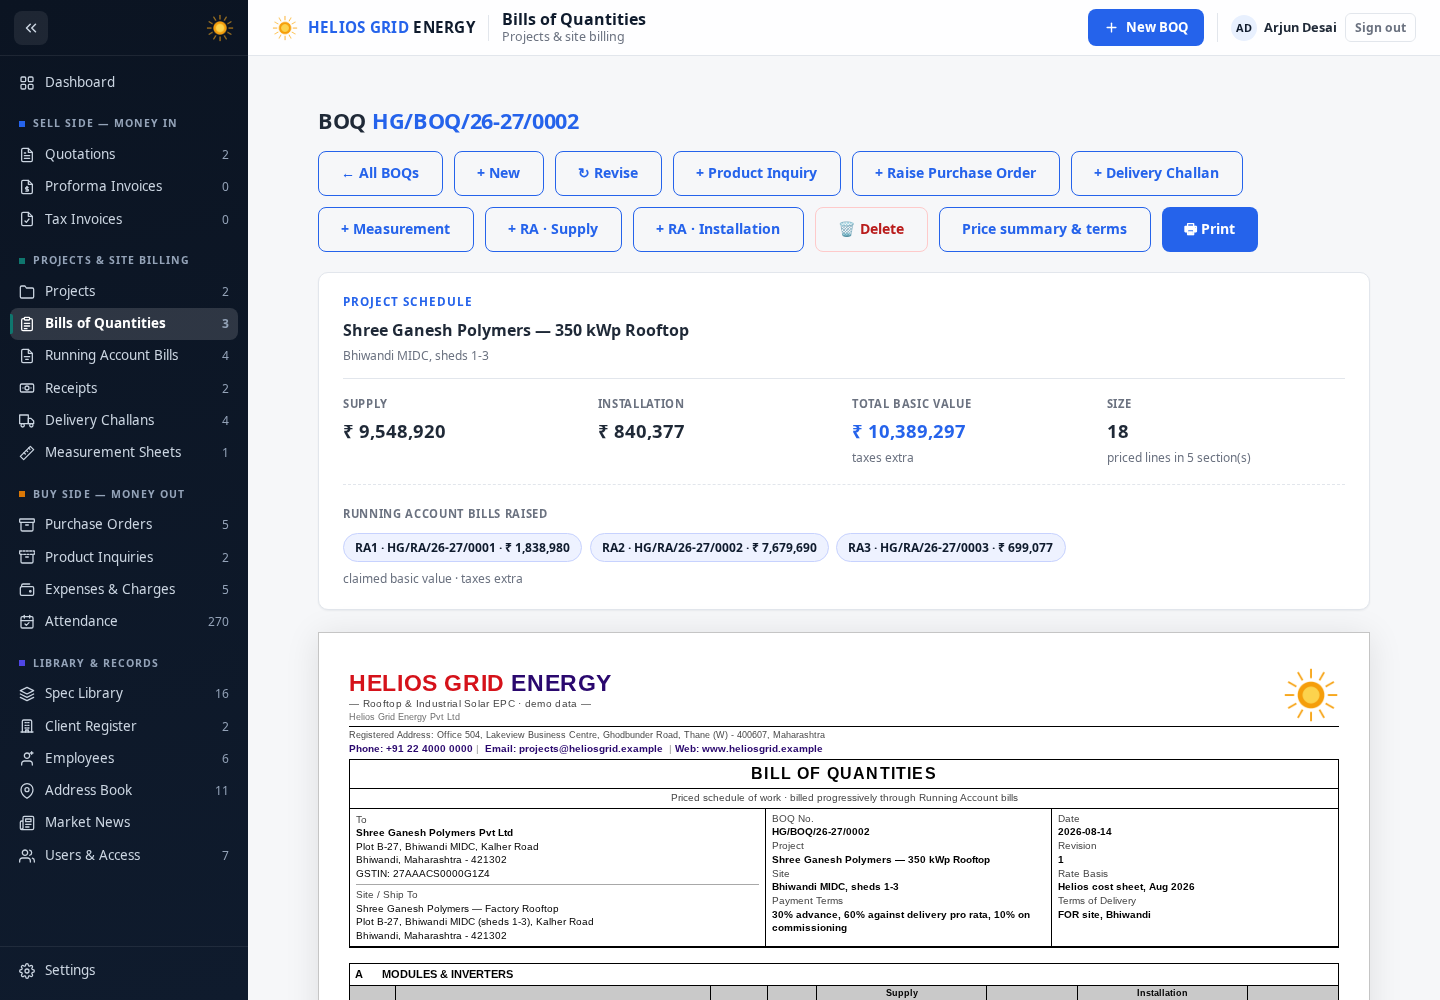 HELIOS GRID ENERGY
Bills of Quantities
Projects & site billing
+ New BOQ
AD
Arjun Desai
Sign out
Dashboard
SELL SIDE — MONEY IN
Quotations 2
Proforma Invoices 0
Tax Invoices 0
PROJECTS & SITE BILLING
Projects 2
Bills of Quantities 3
Running Account Bills 4
Receipts 2
Delivery Challans 4
Measurement Sheets 1
BUY SIDE — MONEY OUT
Purchase Orders 5
Product Inquiries 2
Expenses & Charges 5
Attendance 270
LIBRARY & RECORDS
Spec Library 16
Client Register 2
Employees 6
Address Book 11
Market News
Users & Access 7
Settings
BOQ HG/BOQ/26-27/0002
← All BOQs
+ New
↻ Revise
+ Product Inquiry
+ Raise Purchase Order
+ Delivery Challan
+ Measurement
+ RA · Supply
+ RA · Installation
🗑️ Delete
Price summary & terms
🖨 Print
PROJECT SCHEDULE
Shree Ganesh Polymers — 350 kWp Rooftop
Bhiwandi MIDC, sheds 1-3
SUPPLY
₹ 9,548,920
INSTALLATION
₹ 840,377
TOTAL BASIC VALUE
₹ 10,389,297
taxes extra
SIZE
18
priced lines in 5 section(s)
RUNNING ACCOUNT BILLS RAISED
RA1 · HG/RA/26-27/0001 · ₹ 1,838,980
RA2 · HG/RA/26-27/0002 · ₹ 7,679,690
RA3 · HG/RA/26-27/0003 · ₹ 699,077
claimed basic value · taxes extra
HELIOS GRID ENERGY
— Rooftop & Industrial Solar EPC · demo data —
Helios Grid Energy Pvt Ltd
Registered Address: Office 504, Lakeview Business Centre, Ghodbunder Road, Thane (W) - 400607, Maharashtra
Phone: +91 22 4000 0000 | Email: projects@heliosgrid.example | Web: www.heliosgrid.example
BILL OF QUANTITIES
Priced schedule of work · billed progressively through Running Account bills
To
Shree Ganesh Polymers Pvt Ltd
Plot B-27, Bhiwandi MIDC, Kalher Road
Bhiwandi, Maharashtra - 421302
GSTIN: 27AAACS0000G1Z4
Site / Ship To
Shree Ganesh Polymers — Factory Rooftop
Plot B-27, Bhiwandi MIDC (sheds 1-3), Kalher Road
Bhiwandi, Maharashtra - 421302
BOQ No.
HG/BOQ/26-27/0002
Project
Shree Ganesh Polymers — 350 kWp Rooftop
Site
Bhiwandi MIDC, sheds 1-3
Payment Terms
30% advance, 60% against delivery pro rata, 10% on
commissioning
Date
2026-08-14
Revision
1
Rate Basis
Helios cost sheet, Aug 2026
Terms of Delivery
FOR site, Bhiwandi
A MODULES & INVERTERS
Supply
Installation